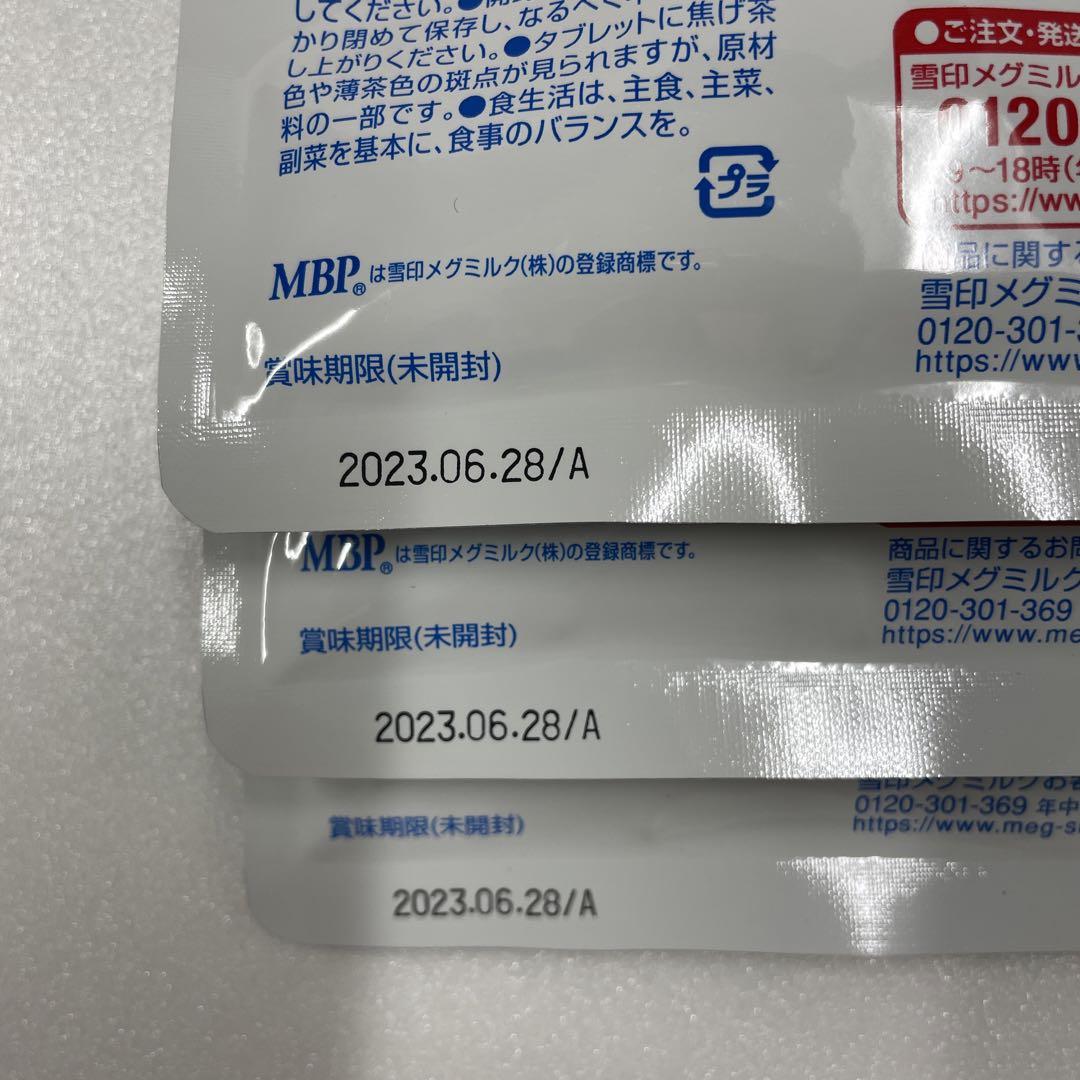 してください。
かり閉めて保存し、なるべ
し上がりください。●タブレットに焦げ茶
色や薄茶色の斑点が見られますが、原材
料の一部です。●食生活は、主食、主菜、
副菜を基本に、食事のバランスを。
プラ
●ご注文・発送
雪印メグミル
0120
9～18時(
https://ww
MBP®は雪印メグミルク(株)の登録商標です。
品に関する
雪印メグミ
0120-301-
https://www
賞味期限(未開封)
2023.06.28/A
MBP®は雪印メグミルク(株)の登録商標です。
商品に関するお問
雪印メグミルク
0120-301-369
https://www.me
賞味期限(未開封)
2023.06.28/A
雪印メグミルクお客
0120-301-369 年中
https://www.meg-s
賞味期限(未開封)
2023.06.28/A